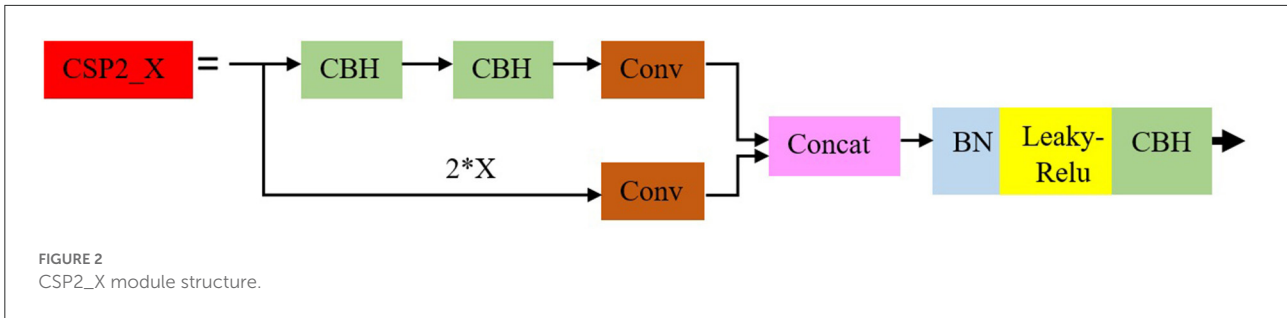 CSP2_X = CBH CBH Conv
Concat BN Leaky-Relu CBH
2*X
Conv
FIGURE 2
CSP2_X module structure.